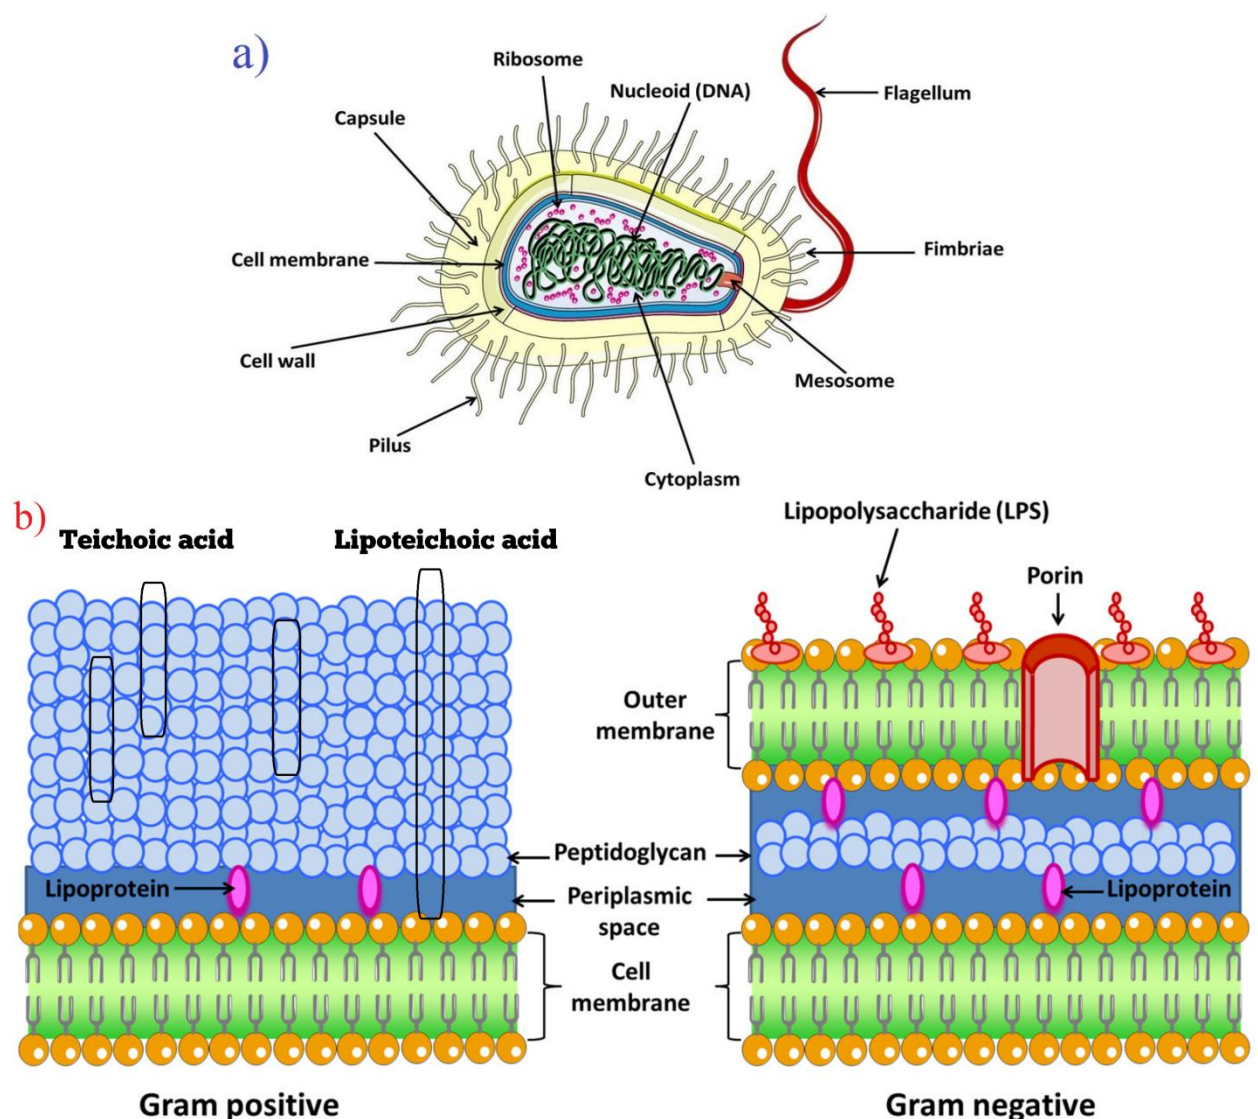 a)
Ribosome
Nucleoid (DNA)
Flagellum
Capsule
Cell membrane
Fimbriae
Cell wall
Mesosome
Pilus
Cytoplasm
b)
Teichoic acid
Lipoteichoic acid
Lipopolysaccharide (LPS)
Porin
Outer
membrane
Peptidoglycan
Lipoprotein
Periplasmic
space
Lipoprotein
Cell
membrane
Gram positive
Gram negative